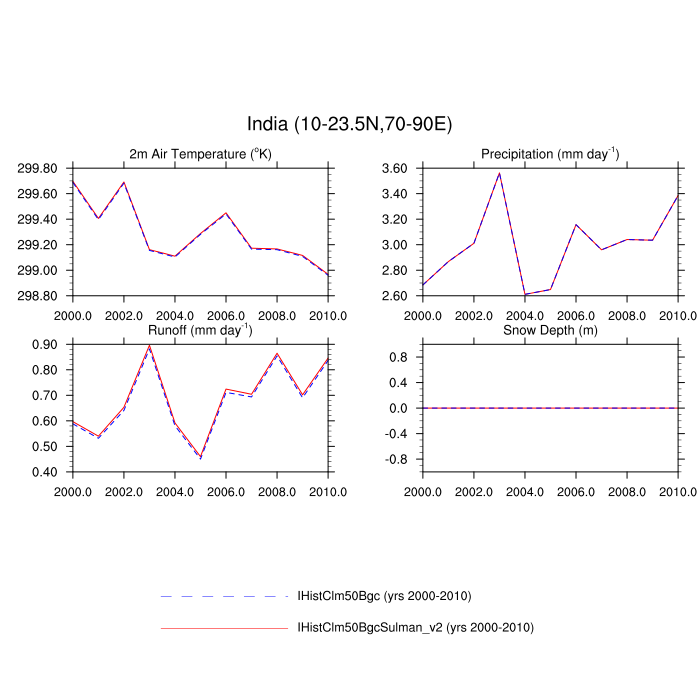 India (10-23.5N,70-90E)
2m Air Temperature (°K)
299.80
299.60
299.40
299.20
299.00
298.80
2000.0 2002.0 2004.0 2006.0 2008.0 2010.0
Precipitation (mm day-1)
3.60
3.40
3.20
3.00
2.80
2.60
2000.0 2002.0 2004.0 2006.0 2008.0 2010.0
Runoff (mm day-1)
0.90
0.80
0.70
0.60
0.50
0.40
2000.0 2002.0 2004.0 2006.0 2008.0 2010.0
Snow Depth (m)
0.8
0.4
0.0
-0.4
-0.8
2000.0 2002.0 2004.0 2006.0 2008.0 2010.0
IHistClm50Bgc (yrs 2000-2010)
IHistClm50BgcSulman_v2 (yrs 2000-2010)